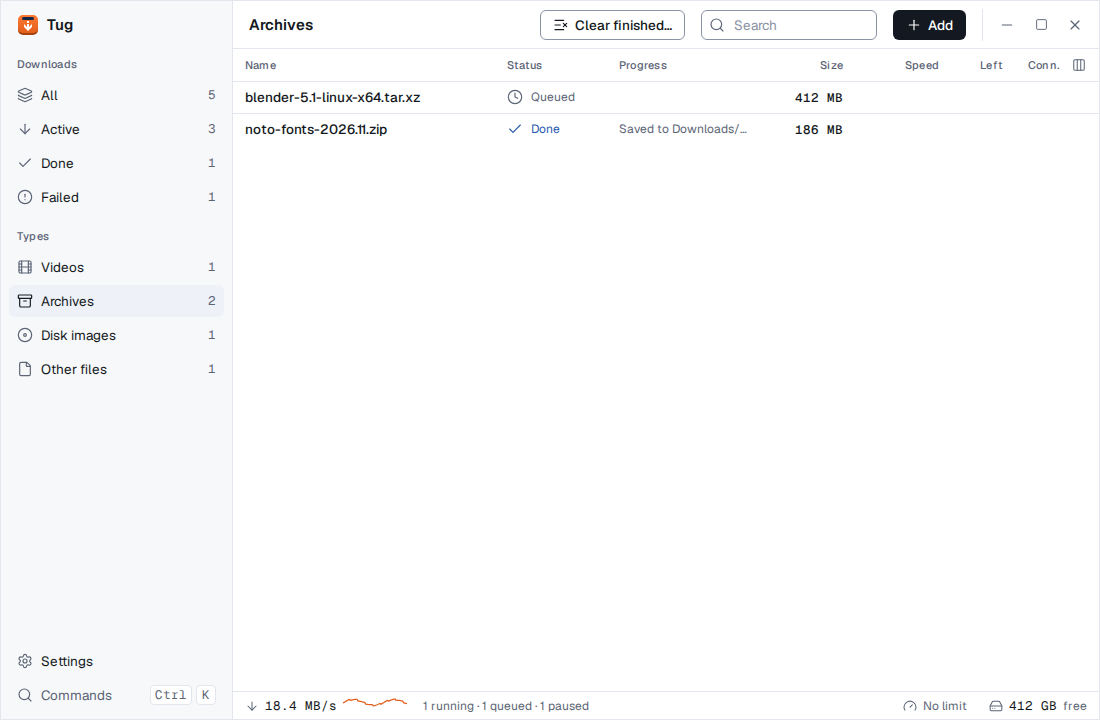 Tug
Downloads
All 5
Active 3
Done 1
Failed 1
Types
Videos 1
Archives 2
Disk images 1
Other files 1
Settings
Commands Ctrl K
Archives Clear finished… Search Add
Name Status Progress Size Speed Left Conn.
blender-5.1-linux-x64.tar.xz Queued 412 MB
noto-fonts-2026.11.zip Done Saved to Downloads/… 186 MB
18.4 MB/s 1 running · 1 queued · 1 paused No limit 412 GB free